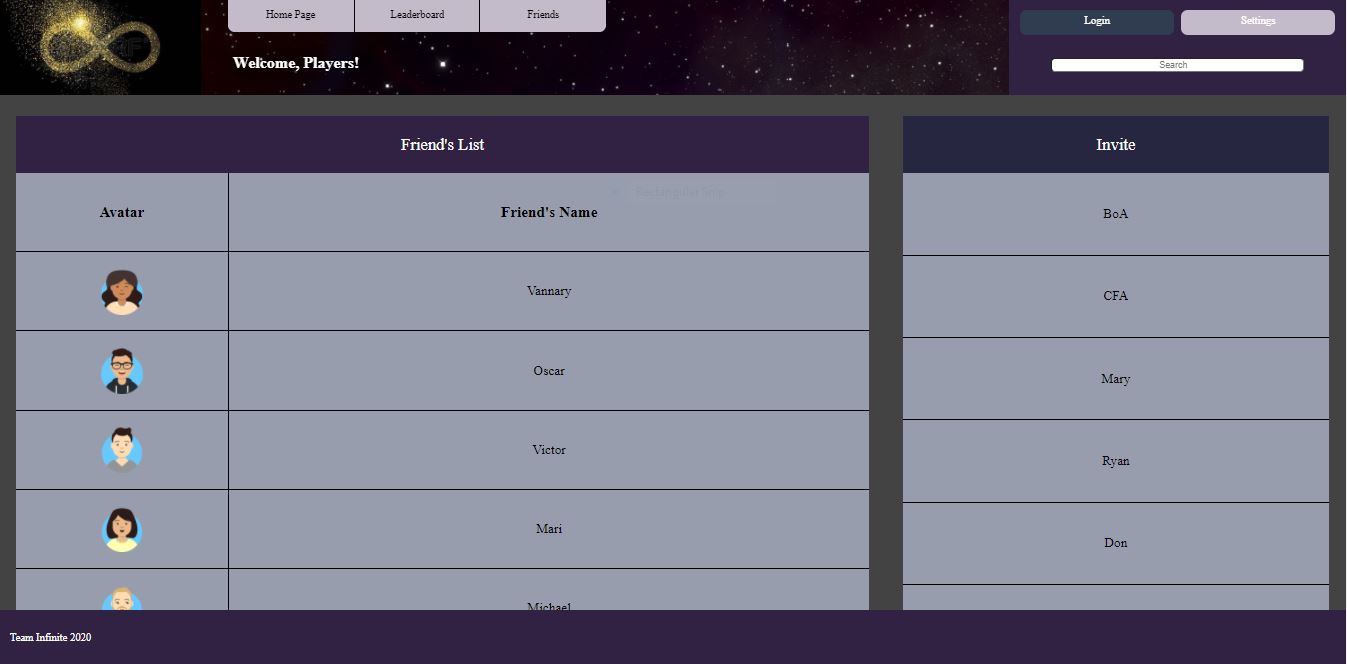 Home Page
Leaderboard
Friends
Login
Settings
Welcome, Players!
Search
Friend's List
Avatar
Friend's Name
Vannary
Oscar
Victor
Mari
Michael
Invite
BoA
CFA
Mary
Ryan
Don
Rectangular Snip
Team Infinite 2020